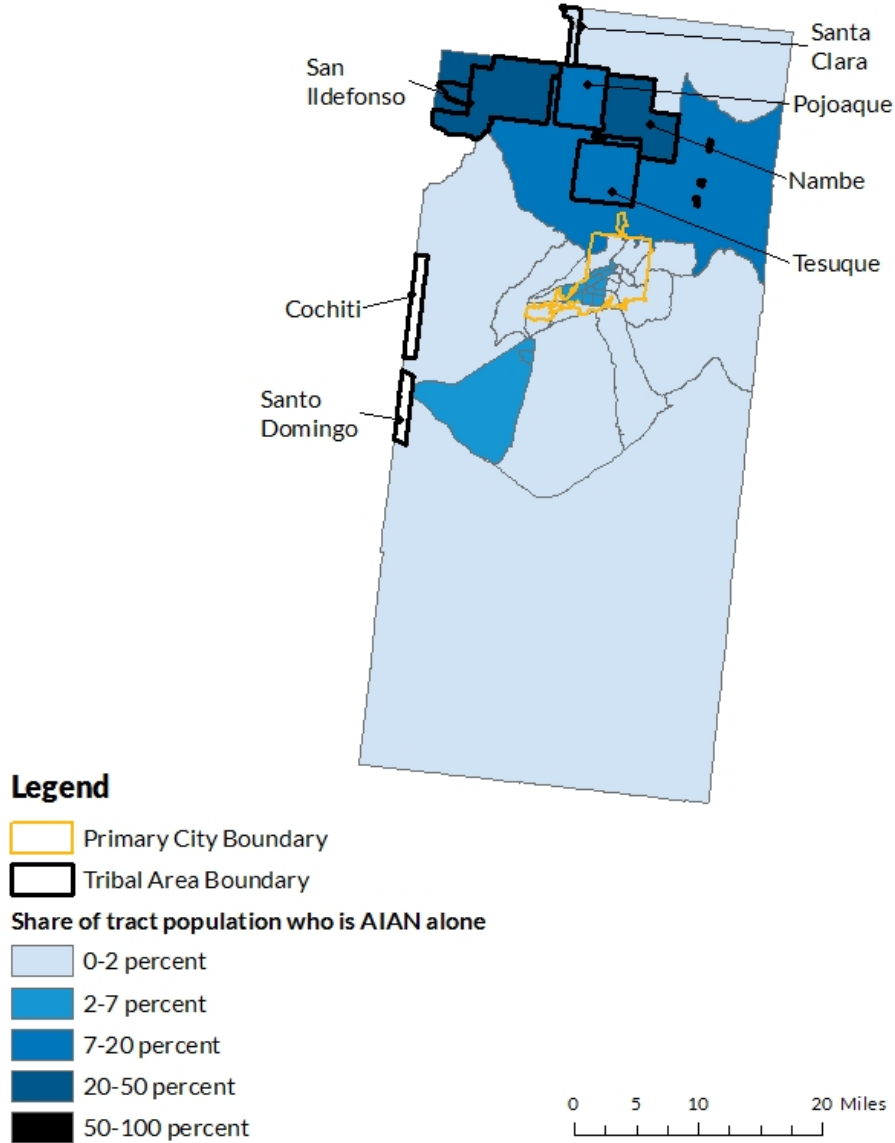 Santa
Clara
San
Ildefonso
Pojoaque
Nambe
Tesuque
Cochiti
Santo
Domingo
Legend
Primary City Boundary
Tribal Area Boundary
Share of tract population who is AIAN alone
0-2 percent
2-7 percent
7-20 percent
20-50 percent
50-100 percent
0 5 10 20 Miles